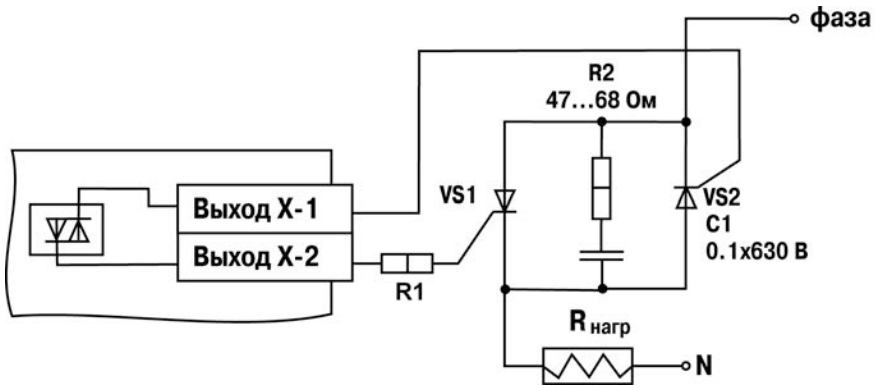 фаза
R2
47...68 Ом
Выход Х-1
VS1
VS2
C1
0.1х630 В
Выход Х-2
R1
R нагр
N